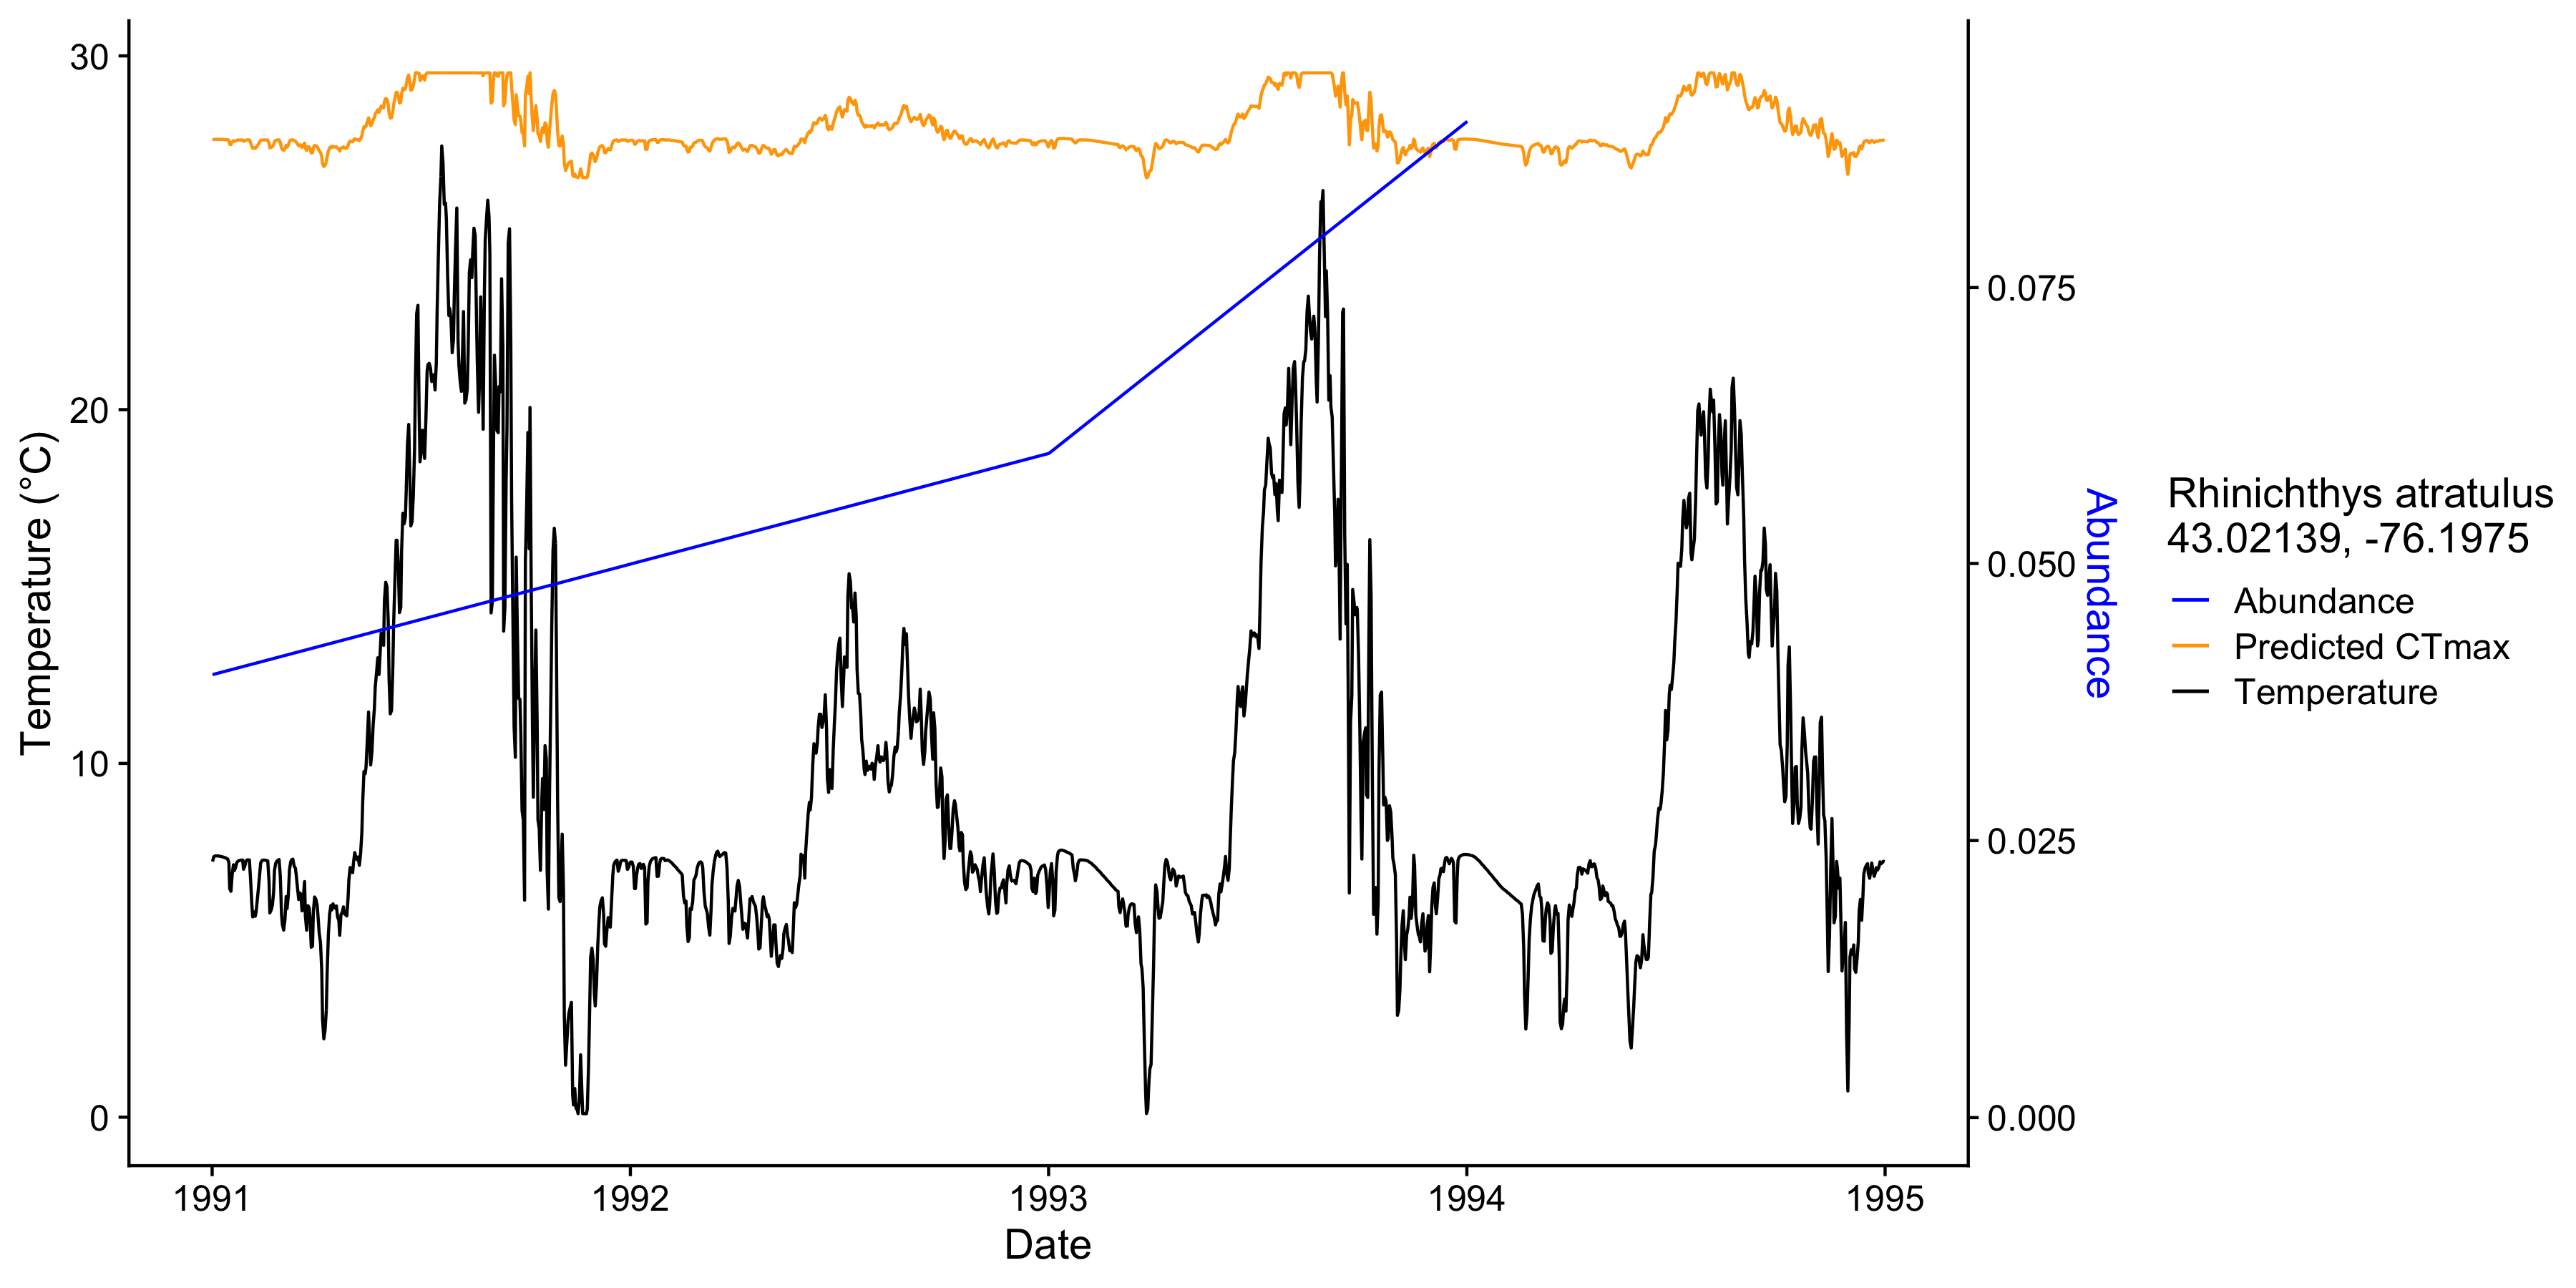 30
20
10
0
Temperature (°C)
1991
1992
1993
1994
1995
Date
0.075
0.050
0.025
0.000
Abundance
Rhinichthys atratulus
43.02139, -76.1975
Abundance
Predicted CTmax
Temperature